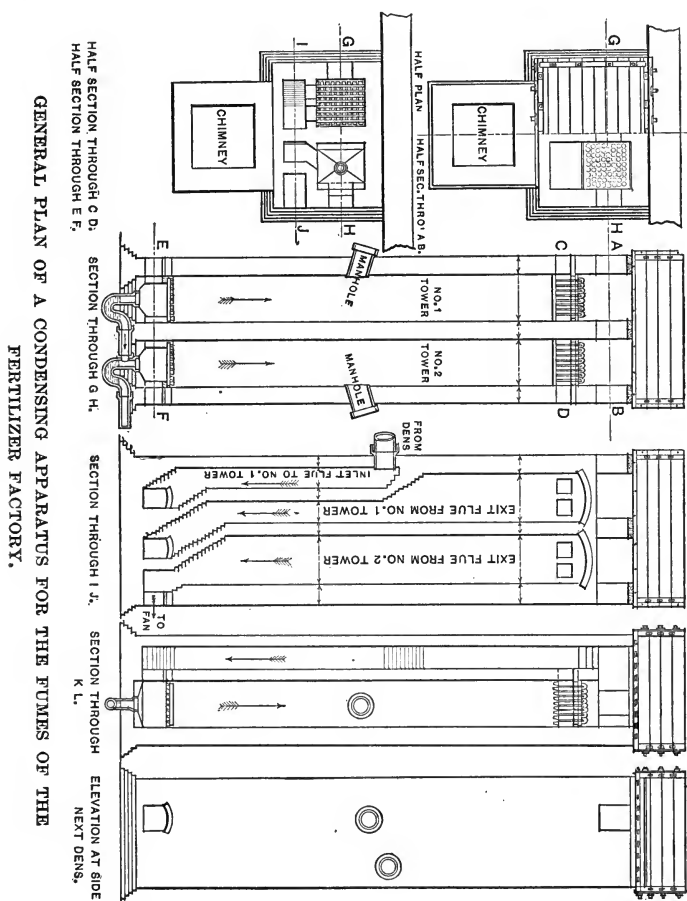 G
CHIMNEY
H
HALF PLAN
HALF SEC. THRO' A B.
G
I
CHIMNEY
H
J
HALF SECTION THROUGH C D.
HALF SECTION THROUGH E F.
A
B
C
D
NO.1
TOWER
NO.2
TOWER
MANHOLE
MANHOLE
E
F
SECTION THROUGH G H.
FROM
DENS
INLET FLUE TO NO.1 TOWER
EXIT FLUE FROM NO.1 TOWER
EXIT FLUE FROM NO.2 TOWER
TO
FAN
SECTION THROUGH I J.
SECTION THROUGH
K L.
ELEVATION AT SIDE
NEXT DENS.
GENERAL PLAN OF A CONDENSING APPARATUS FOR THE FUMES OF THE
FERTILIZER FACTORY.